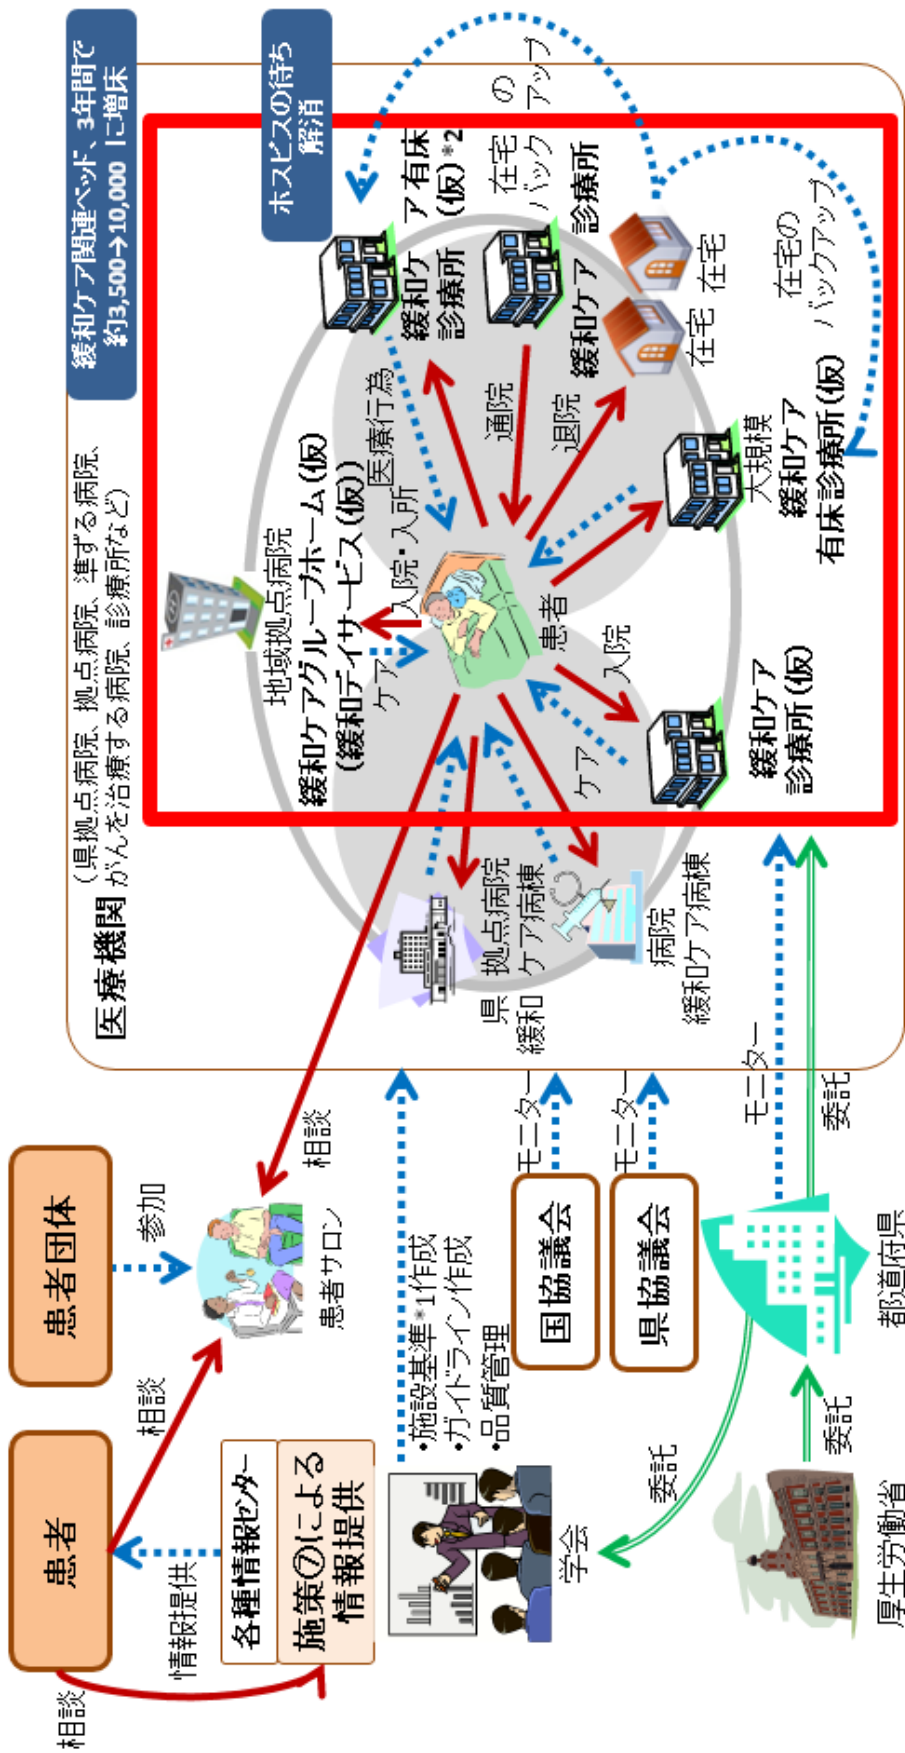 患者
患者団体
相談
情報提供
相談
参加
各種情報センター
施策⑦による
情報提供
患者サロン
相談
学会
・施設基準*1作成
・ガイドライン作成
・品質管理
国協議会
モニター
県協議会
モニター
委託
厚生労働省
委託
都道府県
モニター
委託
緩和ケア関連ベッド、3年間で
約3,500→10,000 に増床
医療機関
(県拠点病院、拠点病院、準ずる病院、
がんを治療する病院、診療所など)
ホスピスの待ち
解消
地域拠点病院
緩和ケアグループホーム(仮)
(緩和デイサービス(仮))
ケア
入院・入所
医療行為
緩和ケア有床
診療所(仮)*2
県拠点病院
緩和ケア病棟
患者
通院
在宅の
バックアップ
緩和ケア診療所
病院
緩和ケア病棟
ケア
入院
退院
在宅
在宅
緩和ケア
診療所(仮)
大規模
緩和ケア
有床診療所(仮)
在宅の
バックアップ